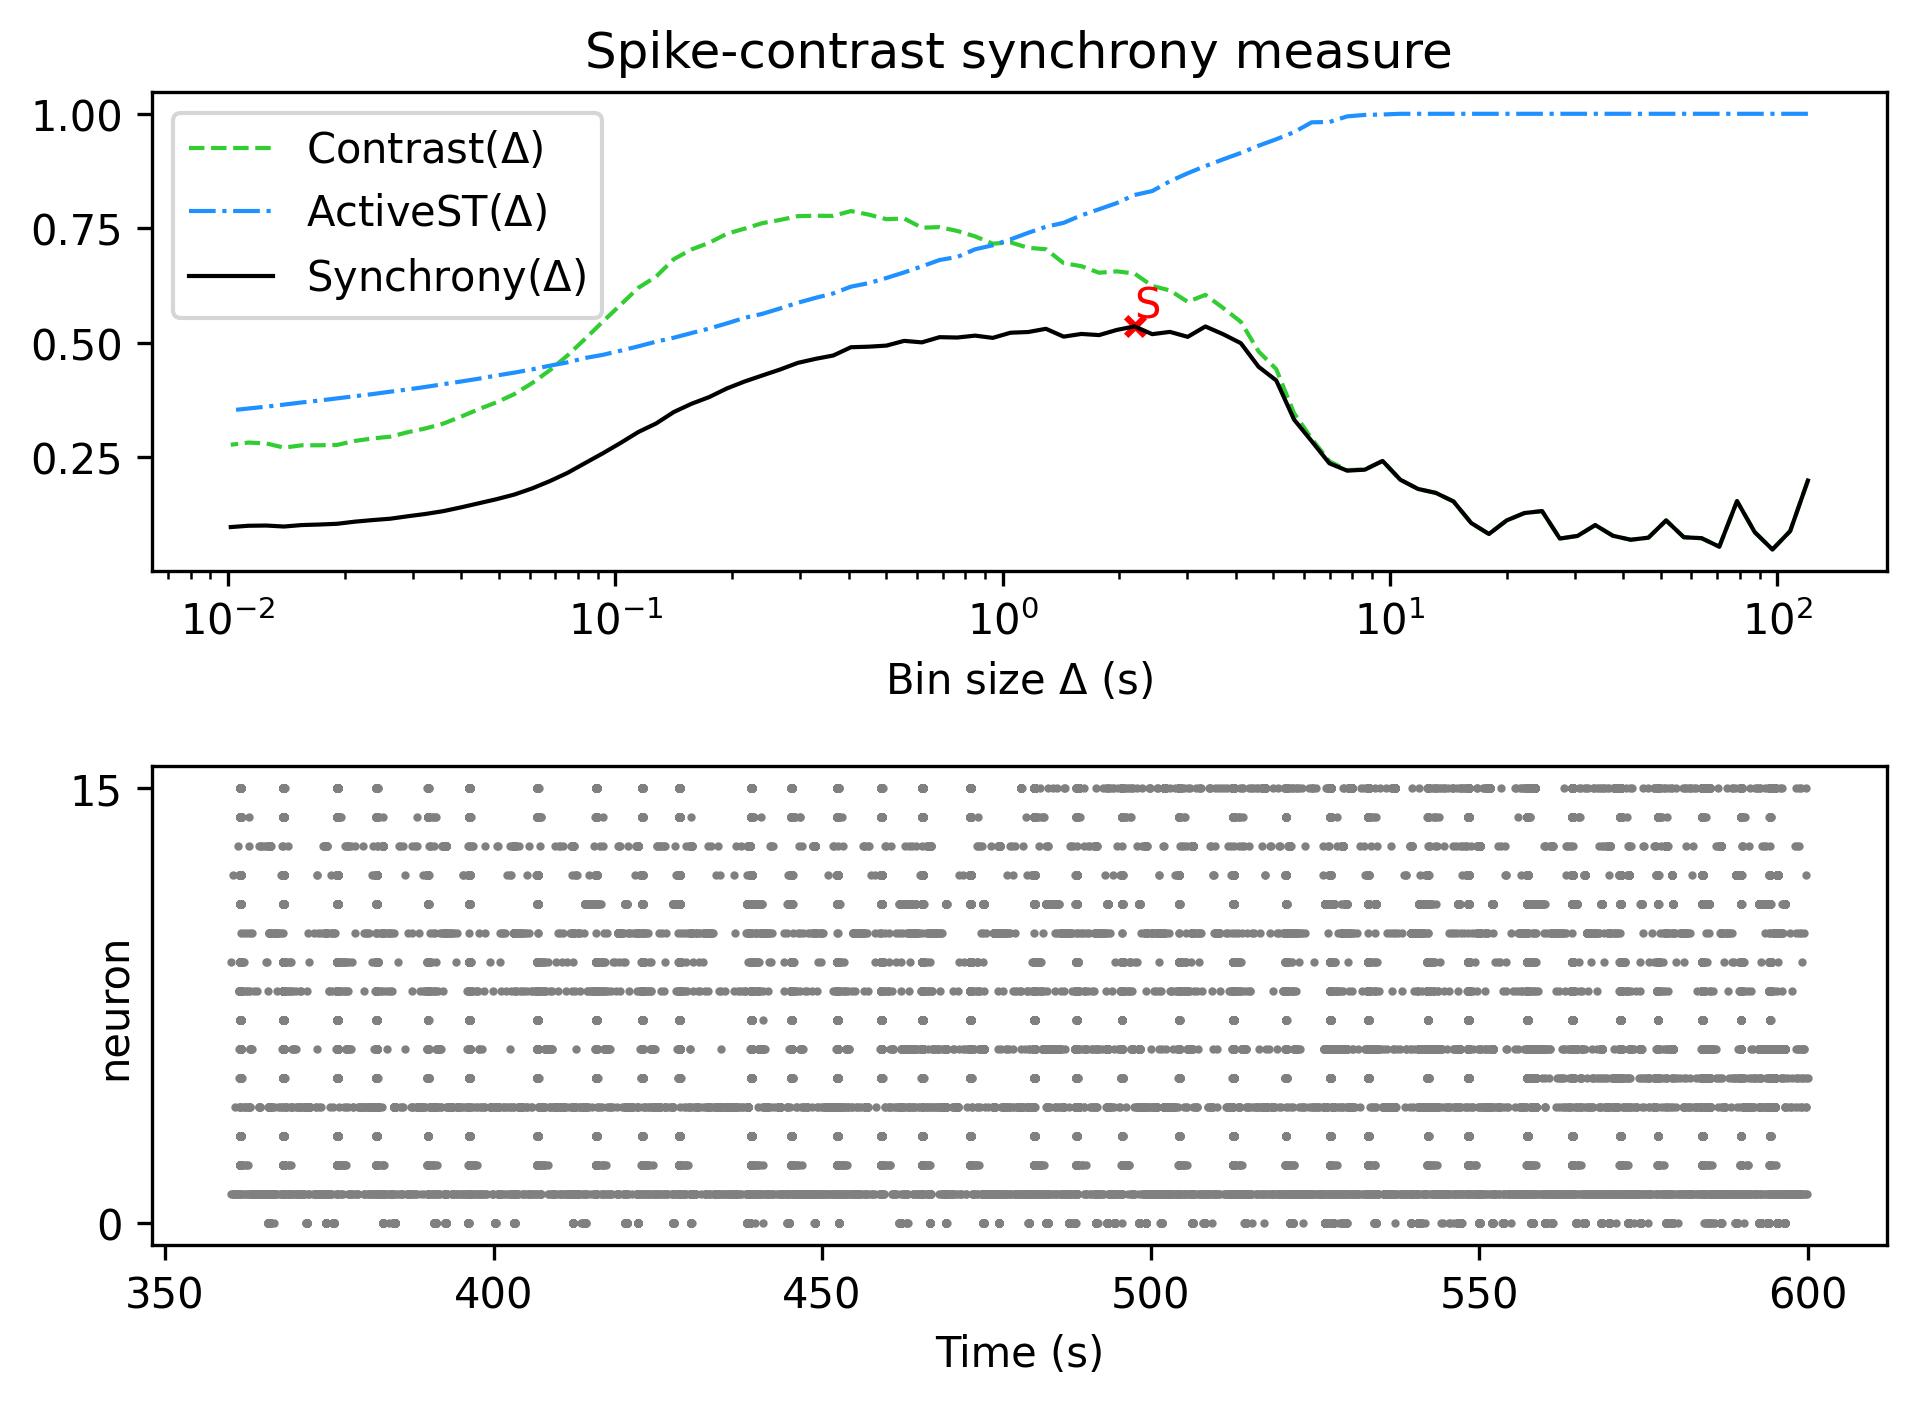 Spike-contrast synchrony measure
1.00
0.75
0.50
0.25
Contrast(Δ)
ActiveST(Δ)
Synchrony(Δ)
S
10⁻² 10⁻¹ 10⁰ 10¹ 10²
Bin size Δ (s)
15
0
neuron
350 400 450 500 550 600
Time (s)